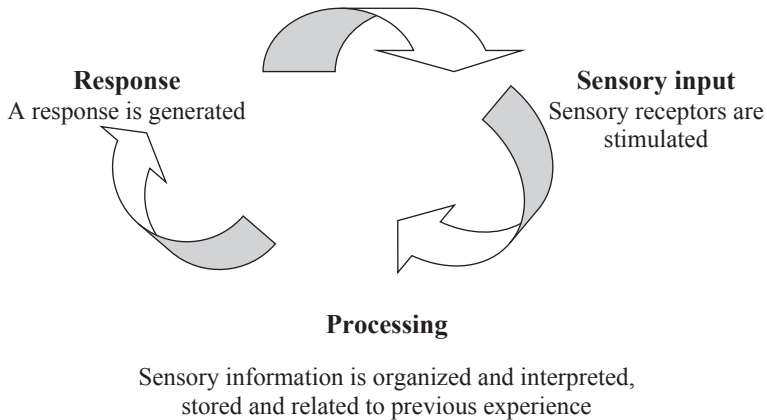 Response
A response is generated
Sensory input
Sensory receptors are
stimulated
Processing
Sensory information is organized and interpreted,
stored and related to previous experience